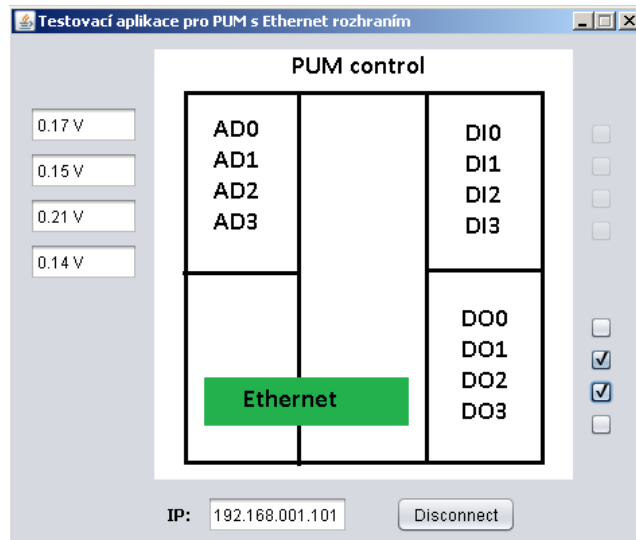 Testovací aplikace pro PUM s Ethernet rozhraním
PUM control
0.17 V
0.15 V
0.21 V
0.14 V
AD0
AD1
AD2
AD3
DI0
DI1
DI2
DI3
DO0
DO1
DO2
DO3
Ethernet
IP: 192.168.001.101 Disconnect